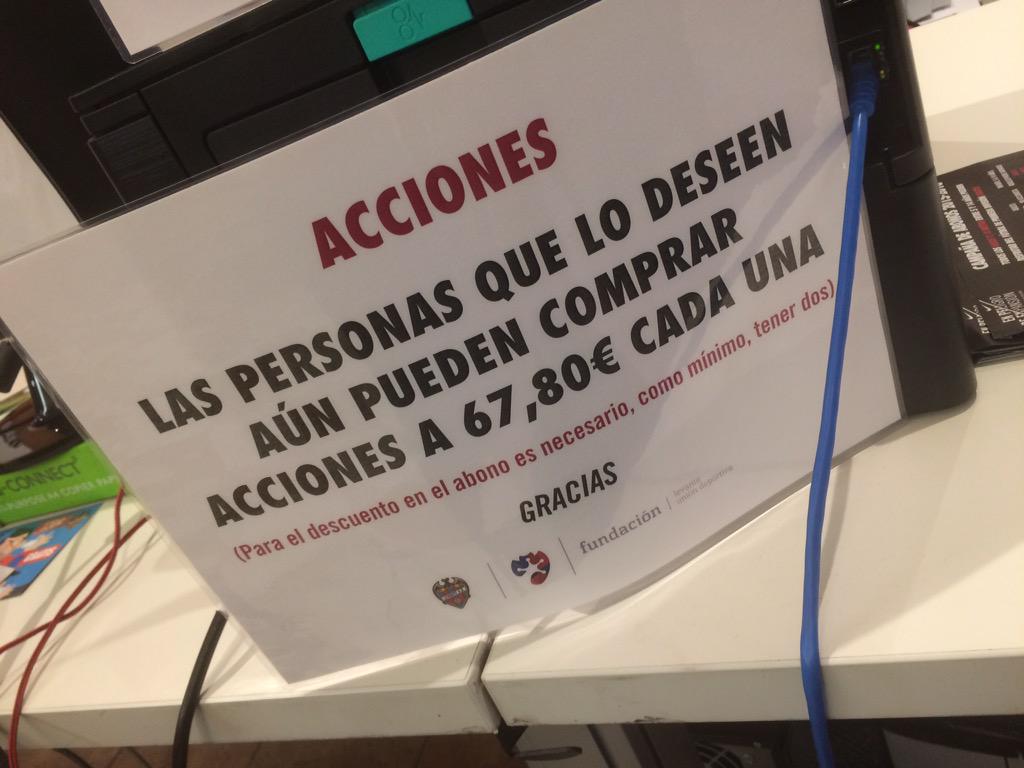 ACCIONES
LAS PERSONAS QUE LO DESEEN
AÚN PUEDEN COMPRAR
ACCIONES A 67,80€ CADA UNA
(Para el descuento en el abono es necesario, como mínimo, tener dos)
GRACIAS
fundación
levante
unión deportiva
-CONNECT